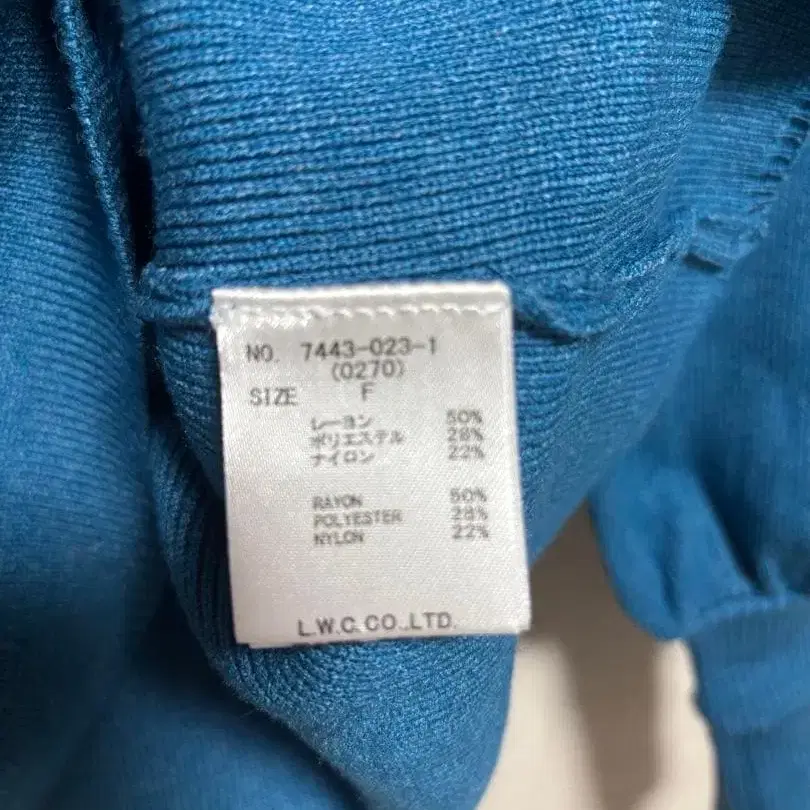 NO. 7443-023-1
(0270)
SIZE F
レーヨン 50%
ポリエステル 28%
ナイロン 22%
RAYON 50%
POLYESTER 28%
NYLON 22%
L.W.C.CO.,LTD.